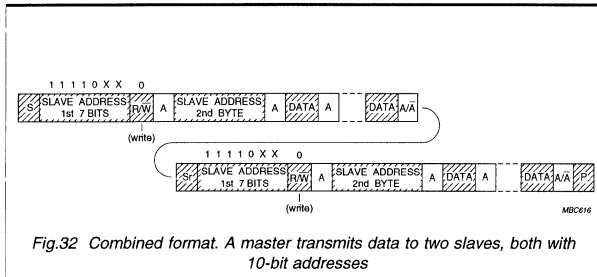 1 1 1 1 0 X X 0
S SLAVE ADDRESS 1st 7 BITS R/W̅ A SLAVE ADDRESS 2nd BYTE A DATA A DATA A/A̅
(write)
1 1 1 1 0 X X 0
Sr SLAVE ADDRESS 1st 7 BITS R/W̅ A SLAVE ADDRESS 2nd BYTE A DATA A DATA A/A̅ P
(write)
MBC616
Fig.32 Combined format. A master transmits data to two slaves, both with
10-bit addresses